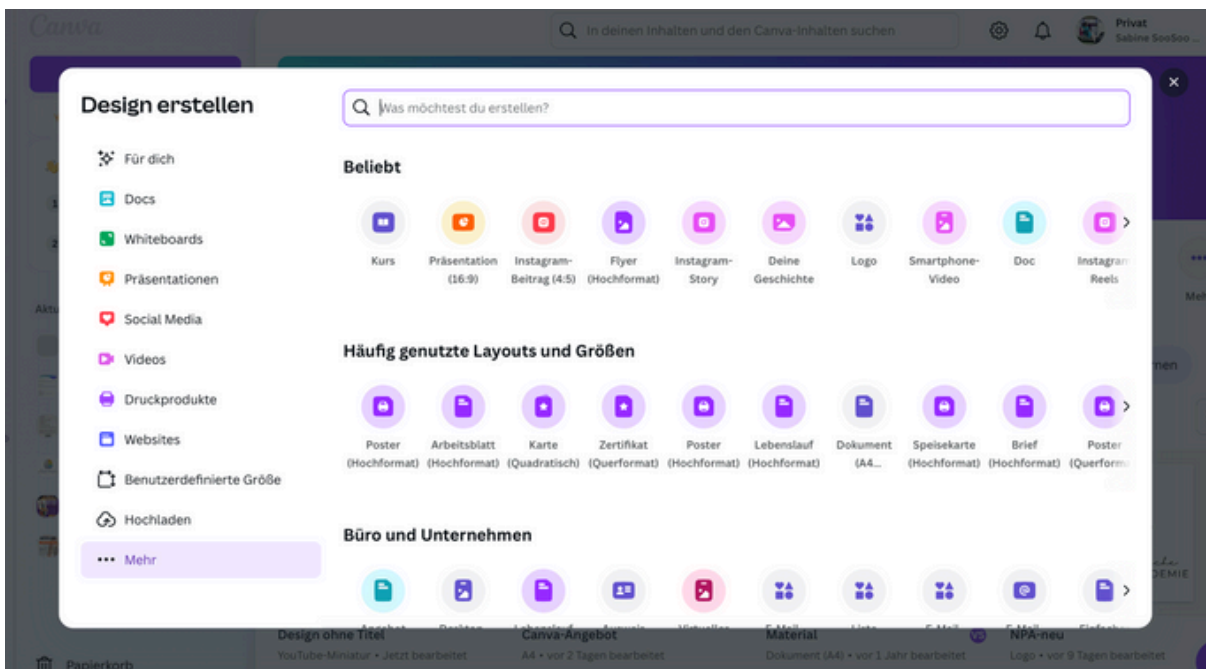 Canva
In deinen Inhalten und den Canva-Inhalten suchen
Privat
Sabine SooSoo ...
Design erstellen
Was möchtest du erstellen?
Für dich
Docs
Whiteboards
Präsentationen
Social Media
Videos
Druckprodukte
Websites
Benutzerdefinierte Größe
Hochladen
Mehr
Beliebt
Kurs
Präsentation
(16:9)
Instagram-
Beitrag (4:5)
Flyer
(Hochformat)
Instagram-
Story
Deine
Geschichte
Logo
Smartphone-
Video
Doc
Instagram
Reels
Häufig genutzte Layouts und Größen
Poster
(Hochformat)
Arbeitsblatt
(Hochformat)
Karte
(Quadratisch)
Zertifikat
(Querformat)
Poster
(Hochformat)
Lebenslauf
(Hochformat)
Dokument
(A4...
Speisekarte
(Hochformat)
Brief
(Hochformat)
Poster
(Querform
Büro und Unternehmen
Design ohne Titel
YouTube-Miniatur • Jetzt bearbeitet
Canva-Angebot
A4 • vor 2 Tagen bearbeitet
Material
Dokument (A4) • vor 1 Jahr bearbeitet
NPA-neu
Logo • vor 9 Tagen bearbeitet
Papierkorb